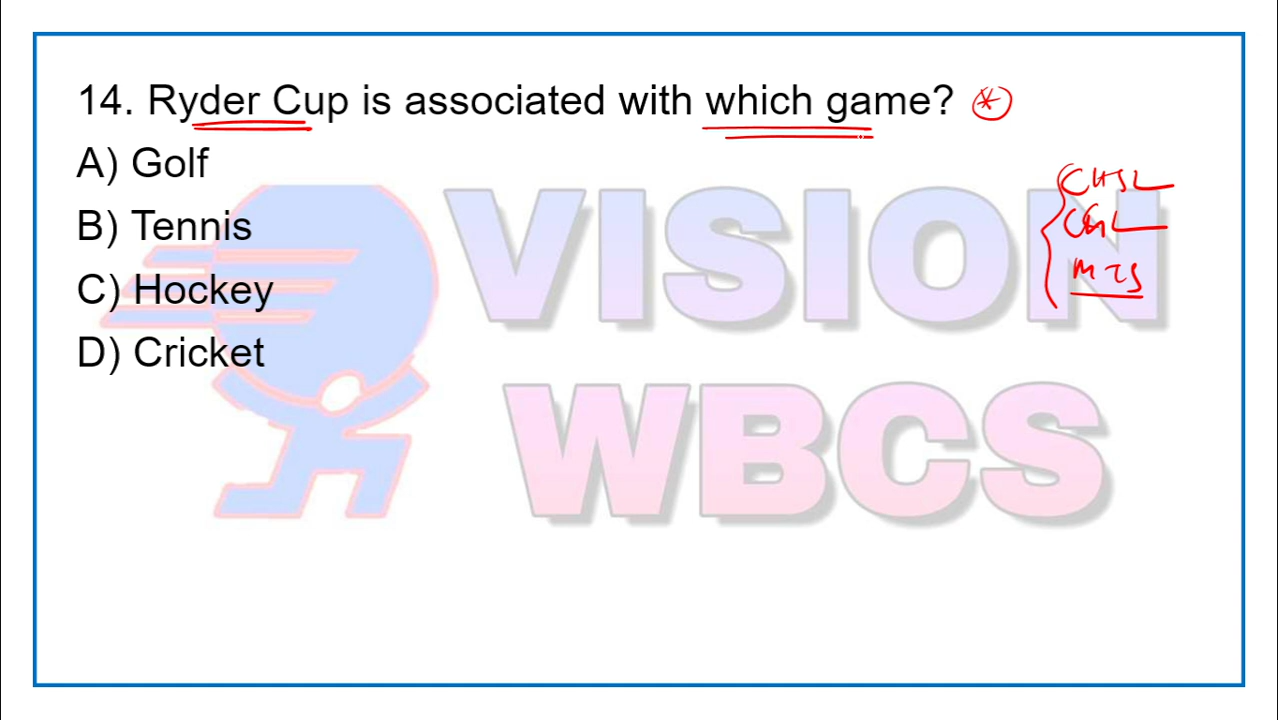 14. Ryder Cup is associated with which game?
A) Golf
B) Tennis
C) Hockey
D) Cricket
CHSL
CGL
MTS
VISION
WBCS